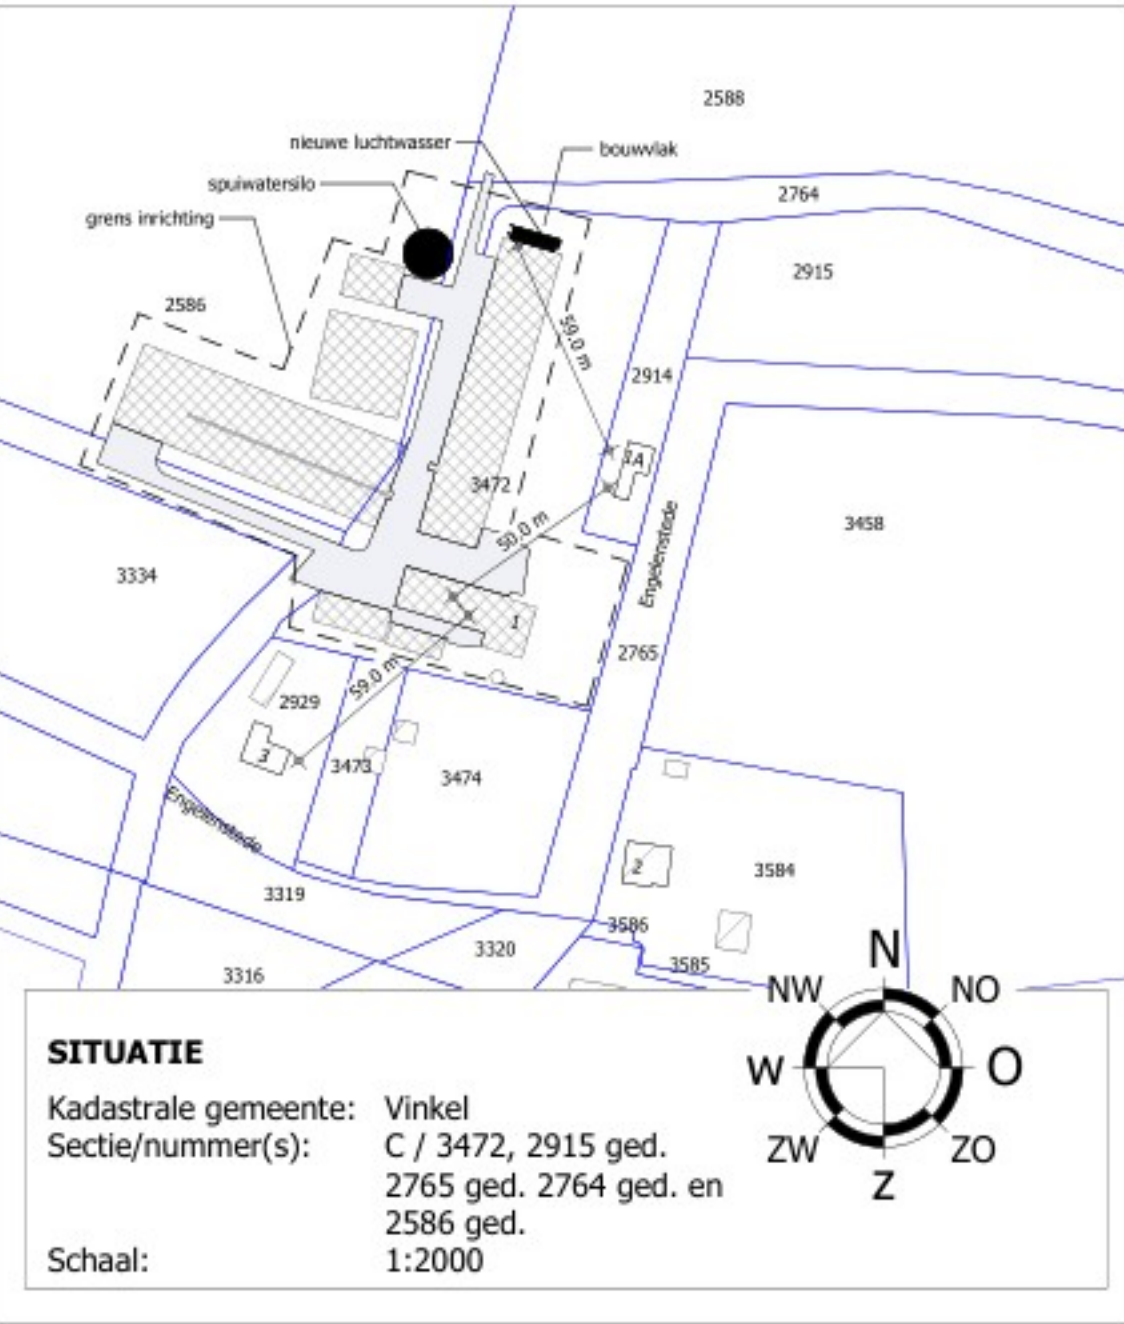 2588
nieuwe luchtwasser
bouwvlak
spuiwatersilo
2764
grens inrichting
2915
2586
59.0 m
2914
1A
3472
50.0 m
3458
Engelenstede
3334
1
2765
59.0 m
2929
3
3473
3474
Engelenstede
2
3584
3319
3586
3320
3585
3316
N
NW
NO
W
O
ZW
ZO
Z
SITUATIE
Kadastrale gemeente: Vinkel
Sectie/nummer(s): C / 3472, 2915 ged.
2765 ged. 2764 ged. en
2586 ged.
Schaal: 1:2000